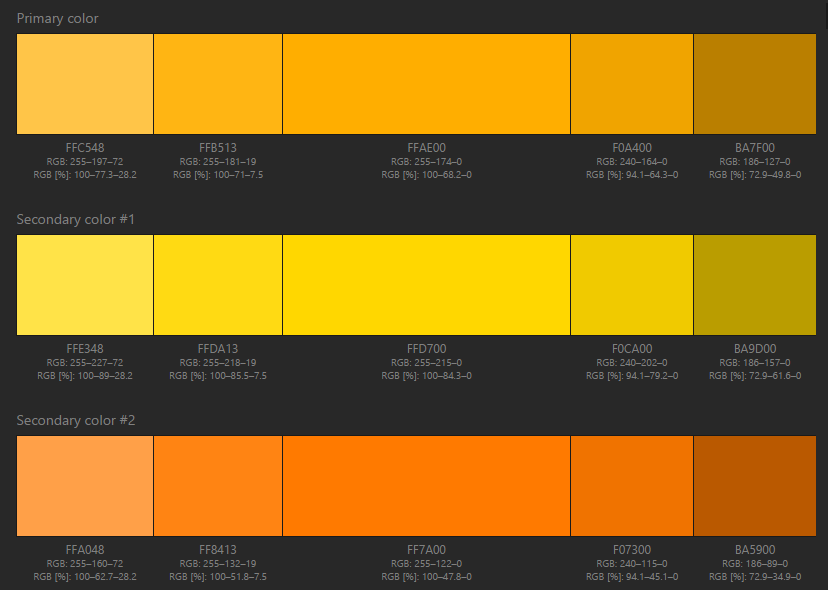 Primary color
FFC548 FFB513 FFAE00 F0A400 BA7F00
RGB: 255–197–72 RGB: 255–181–19 RGB: 255–174–0 RGB: 240–164–0 RGB: 186–127–0
RGB [%]: 100–77.3–28.2 RGB [%]: 100–71–7.5 RGB [%]: 100–68.2–0 RGB [%]: 94.1–64.3–0 RGB [%]: 72.9–49.8–0
Secondary color #1
FFE348 FFDA13 FFD700 F0CA00 BA9D00
RGB: 255–227–72 RGB: 255–218–19 RGB: 255–215–0 RGB: 240–202–0 RGB: 186–157–0
RGB [%]: 100–89–28.2 RGB [%]: 100–85.5–7.5 RGB [%]: 100–84.3–0 RGB [%]: 94.1–79.2–0 RGB [%]: 72.9–61.6–0
Secondary color #2
FFA048 FF8413 FF7A00 F07300 BA5900
RGB: 255–160–72 RGB: 255–132–19 RGB: 255–122–0 RGB: 240–115–0 RGB: 186–89–0
RGB [%]: 100–62.7–28.2 RGB [%]: 100–51.8–7.5 RGB [%]: 100–47.8–0 RGB [%]: 94.1–45.1–0 RGB [%]: 72.9–34.9–0